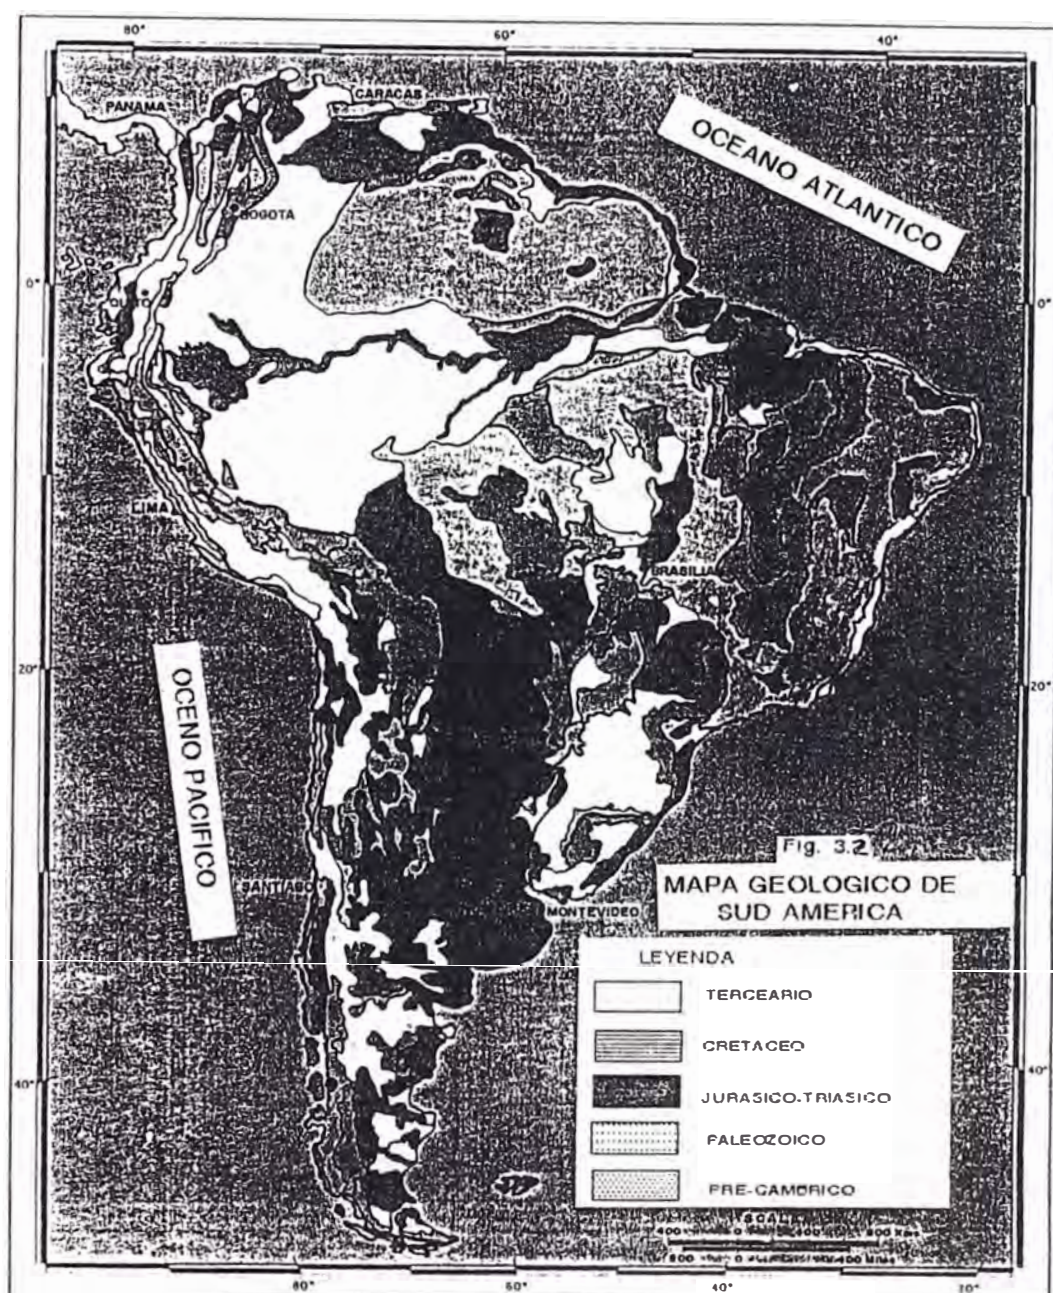 80°
60°
40°
PANAMA
CARACAS
OCEANO ATLANTICO
BOGOTA
0°
0°
LIMA
BRASILIA
20°
20°
OCENO PACIFICO
SANTIAGO
MONTEVIDEO
Fig. 3.2
MAPA GEOLOGICO DE
SUD AMERICA
LEYENDA
TERCEARIO
CRETACEO
JURASICO-TRIASICO
PALEOZOICO
PRE-CAMBRICO
40°
40°
ESCALA
80°
60°
40°